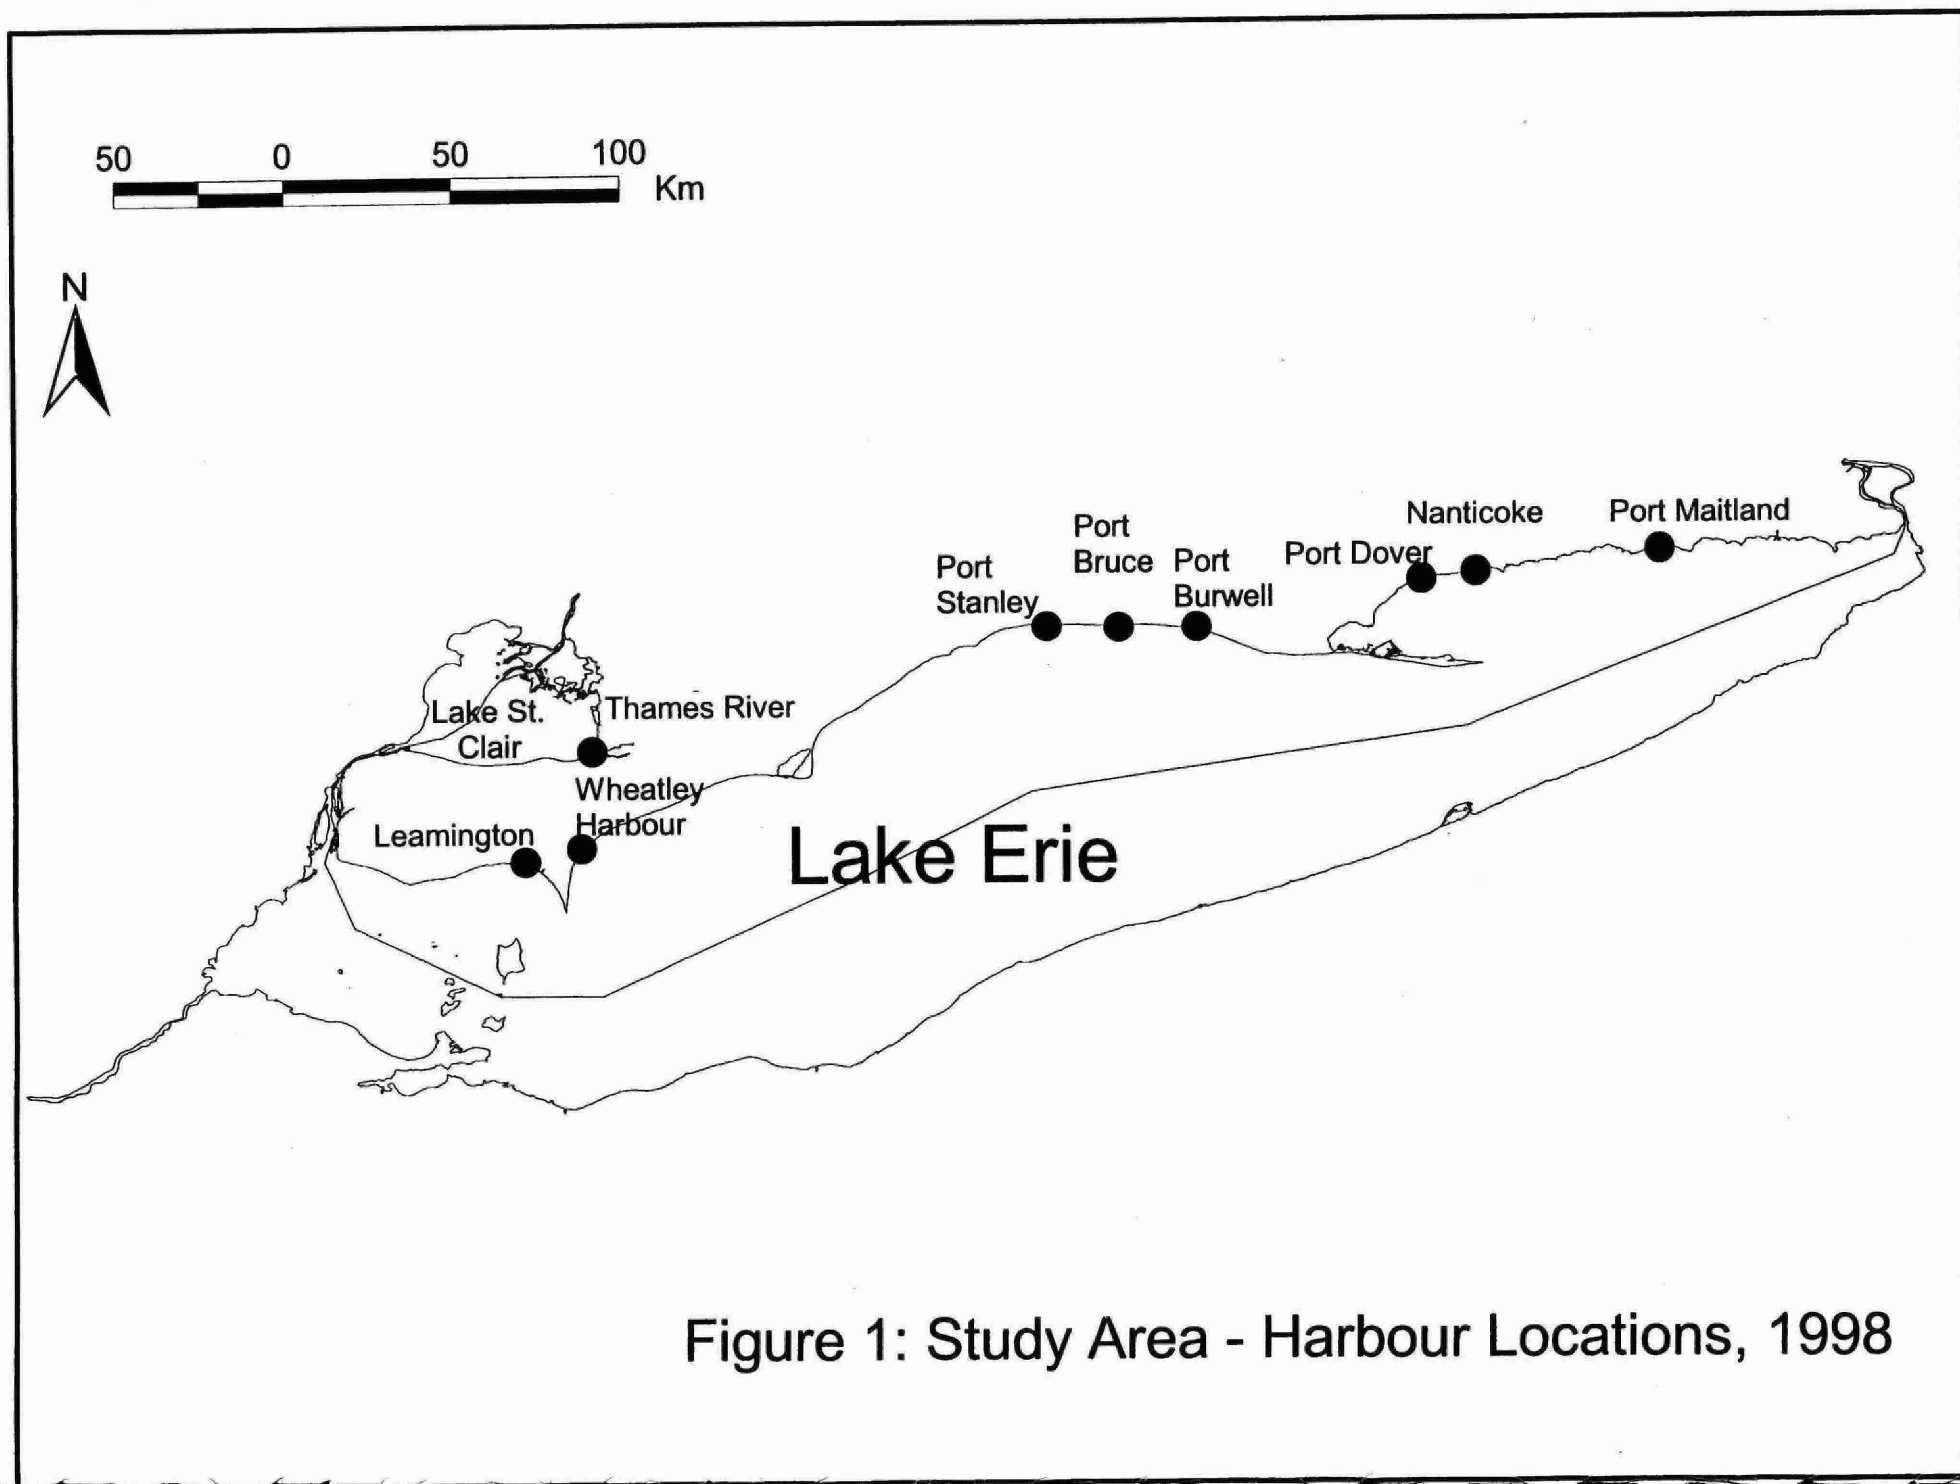 50 0 50 100
Km
N
Nanticoke
Port Maitland
Port
Bruce
Port Dover
Port
Burwell
Port
Stanley
Thames River
Lake St.
Clair
Wheatley
Harbour
Leamington
Lake Erie
Figure 1: Study Area - Harbour Locations, 1998